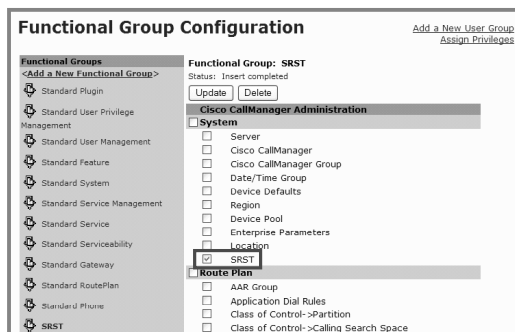 Functional Group Configuration
Add a New User Group
Assign Privileges
Functional Groups
<Add a New Functional Group>
Standard Plugin
Standard User Privilege
Management
Standard User Management
Standard Feature
Standard System
Standard Service Management
Standard Service
Standard Serviceability
Standard Gateway
Standard RoutePlan
Standard Phone
SRST
Functional Group: SRST
Status: Insert completed
Update
Delete
Cisco CallManager Administration
System
Server
Cisco CallManager
Cisco CallManager Group
Date/Time Group
Device Defaults
Region
Device Pool
Enterprise Parameters
Location
SRST
Route Plan
AAR Group
Application Dial Rules
Class of Control->Partition
Class of Control->Calling Search Space